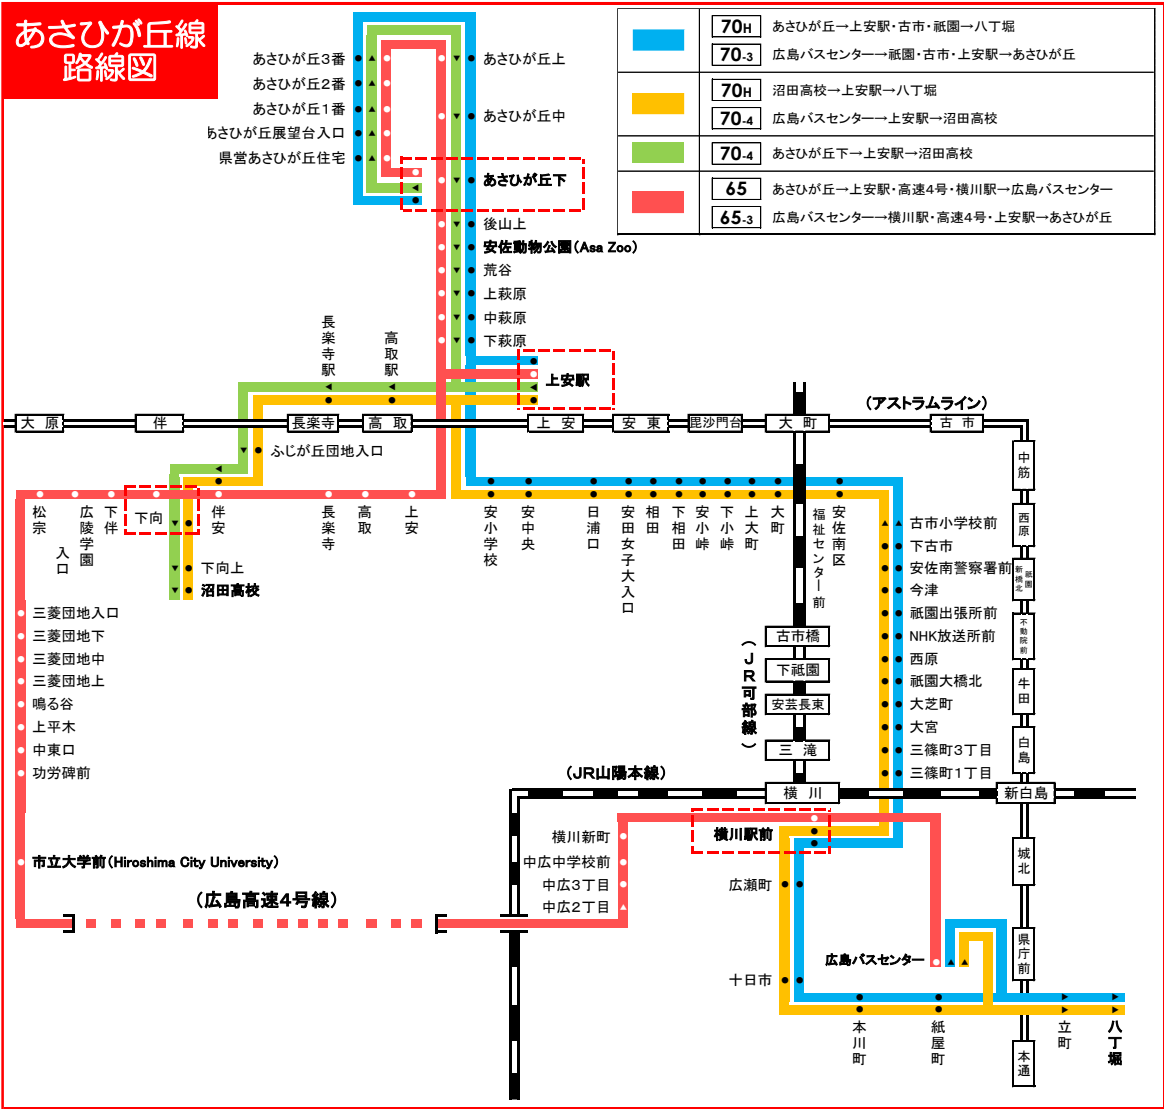 あさひが丘線
路線図
70H あさひが丘→上安駅・古市・祇園→八丁堀
70-3 広島バスセンター→祇園・古市・上安駅→あさひが丘
70H 沼田高校→上安駅→八丁堀
70-4 広島バスセンター→上安駅→沼田高校
70-4 あさひが丘下→上安駅→沼田高校
65 あさひが丘→上安駅・高速4号・横川駅→広島バスセンター
65-3 広島バスセンター→横川駅・高速4号・上安駅→あさひが丘
あさひが丘3番
あさひが丘2番
あさひが丘1番
あさひが丘展望台入口
県営あさひが丘住宅
あさひが丘上
あさひが丘中
あさひが丘下
後山上
安佐動物公園(Asa Zoo)
荒谷
上萩原
中萩原
下萩原
長楽寺駅
高取駅
上安駅
(アストラムライン)
大原
伴
長楽寺
高取
上安
安東
毘沙門台
大町
古市
中筋
西原
祇園
新橋北
不動院前
牛田
白島
新白島
城北
県庁前
本通
ふじが丘団地入口
松宗
広陵学園
入口
下伴
下向
伴安
長楽寺
高取
上安
安小学校
安中央
日浦口
安田女子大入口
相田
下相田
安小峠
下小峠
上大町
大町
安佐南区
福祉センター前
下向上
沼田高校
古市小学校前
下古市
安佐南警察署前
今津
祇園出張所前
NHK放送所前
西原
祇園大橋北
大芝町
大宮
三篠町3丁目
三篠町1丁目
古市橋
下祗園
安芸長束
三滝
横川
(JR可部線)
(JR山陽本線)
三菱団地入口
三菱団地下
三菱団地中
三菱団地上
鳴る谷
上平木
中東口
功労碑前
市立大学前(Hiroshima City University)
(広島高速4号線)
横川駅前
横川新町
中広中学校前
中広3丁目
中広2丁目
広瀬町
広島バスセンター
十日市
本川町
紙屋町
立町
八丁堀